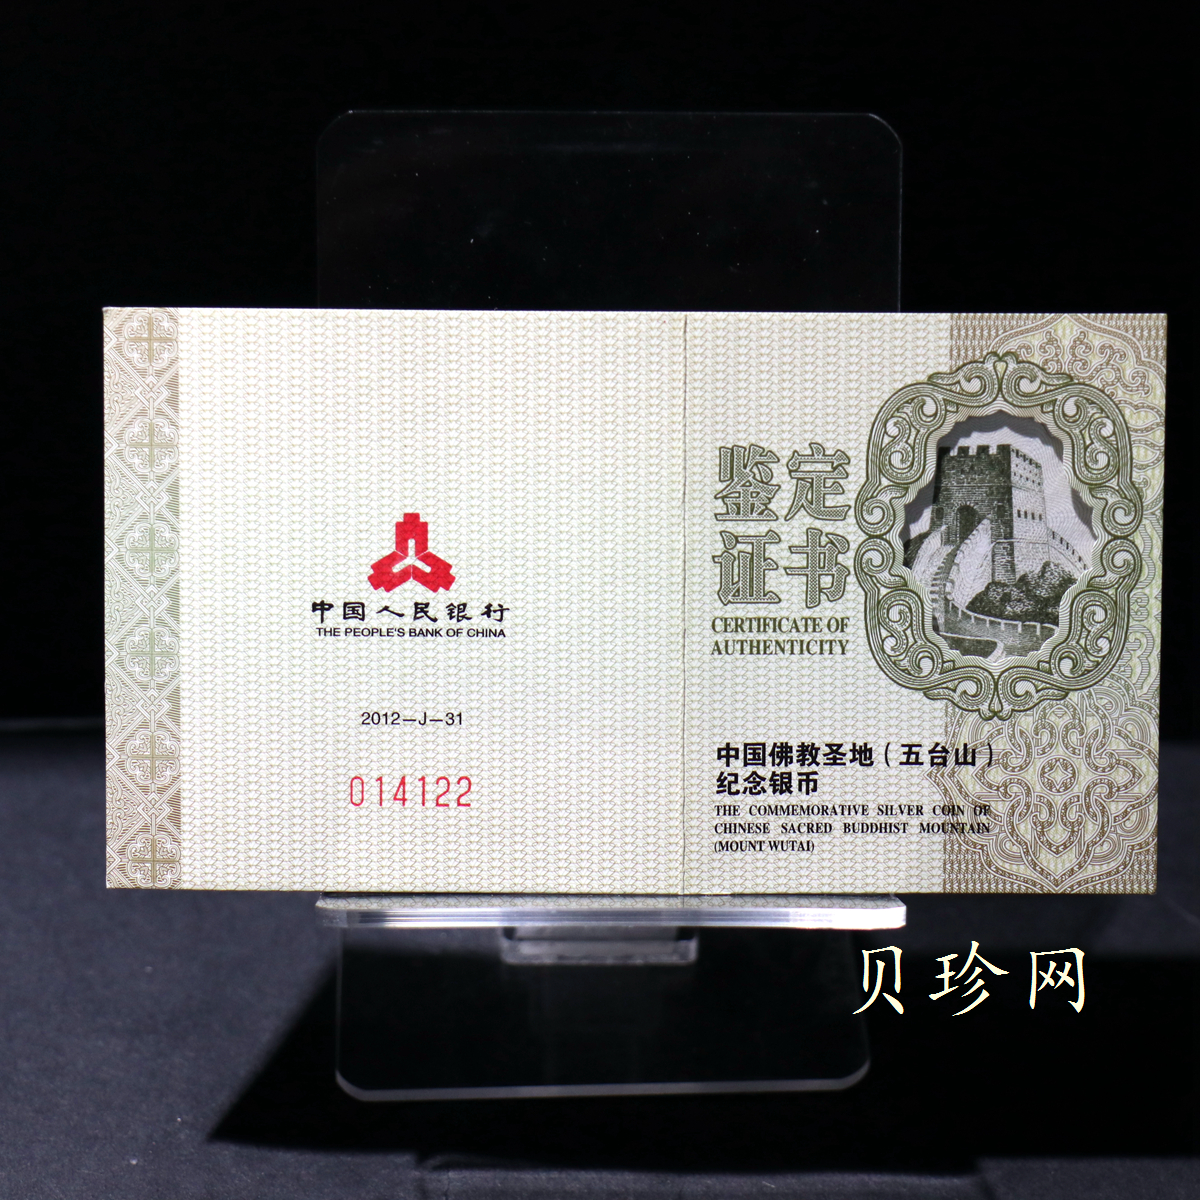 中国人民银行
THE PEOPLE'S BANK OF CHINA
2012－J－31
014122
鉴定
证书
CERTIFICATE OF
AUTHENTICITY
中国佛教圣地（五台山）
纪念银币
THE COMMEMORATIVE SILVER COIN OF
CHINESE SACRED BUDDHIST MOUNTAIN
(MOUNT WUTAI)
贝珍网